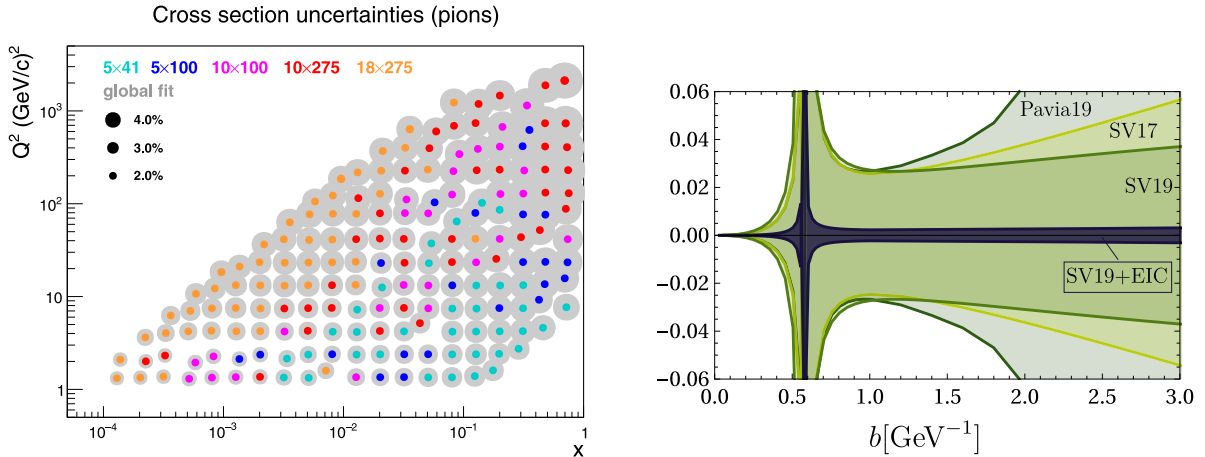 Cross section uncertainties (pions)
Q² (GeV/c)²
5×41 5×100 10×100 10×275 18×275
global fit
4.0%
3.0%
2.0%
10³
10²
10
1
10⁻⁴ 10⁻³ 10⁻² 10⁻¹ 1
x
0.06
0.04
0.02
0.00
-0.02
-0.04
-0.06
Pavia19
SV17
SV19
SV19+EIC
0.0 0.5 1.0 1.5 2.0 2.5 3.0
b[GeV⁻¹]